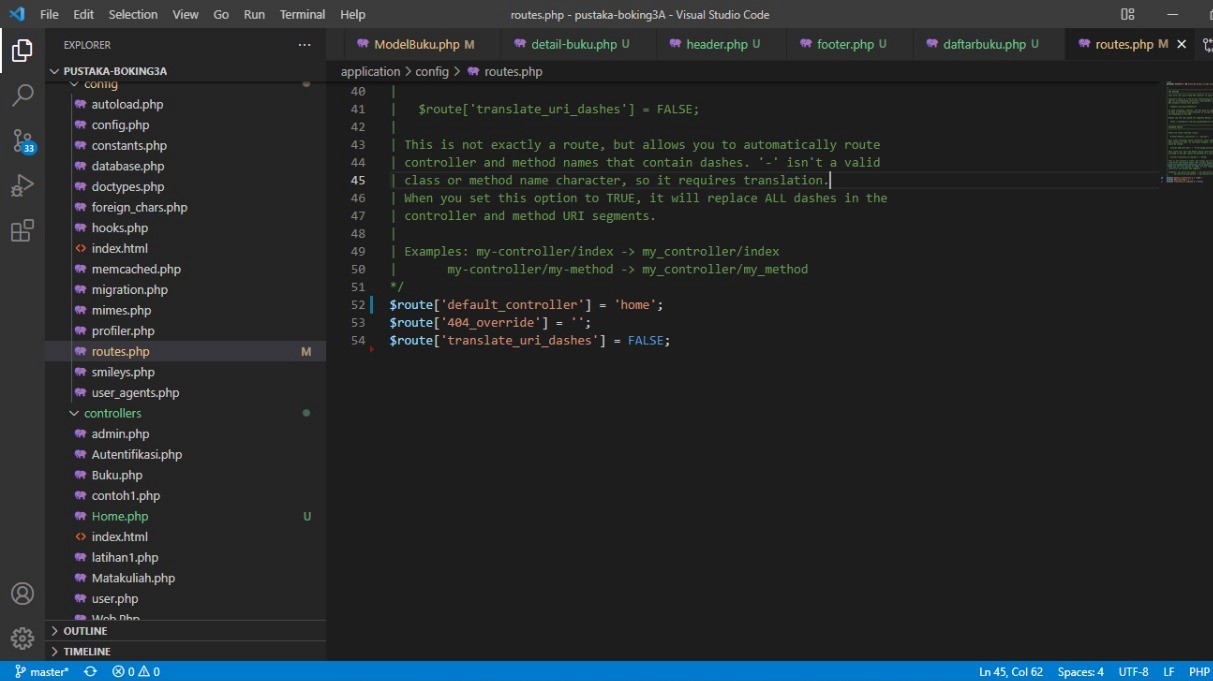 File Edit Selection View Go Run Terminal Help routes.php - pustaka-boking3A - Visual Studio Code
EXPLORER
PUSTAKA-BOKING3A
config
autoload.php
config.php
constants.php
database.php
doctypes.php
foreign_chars.php
hooks.php
index.html
memcached.php
migration.php
mimes.php
profiler.php
routes.php M
smileys.php
user_agents.php
controllers
admin.php
Autentifikasi.php
Buku.php
contoh1.php
Home.php U
index.html
latihan1.php
Matakuliah.php
user.php
Web.Php
OUTLINE
TIMELINE
33
ModelBuku.php M detail-buku.php U header.php U footer.php U daftarbuku.php U routes.php M
application > config > routes.php
40 |
41 |   $route['translate_uri_dashes'] = FALSE;
42 |
43 | This is not exactly a route, but allows you to automatically route
44 | controller and method names that contain dashes. '-' isn't a valid
45 | class or method name character, so it requires translation.
46 | When you set this option to TRUE, it will replace ALL dashes in the
47 | controller and method URI segments.
48 |
49 | Examples: my-controller/index -> my_controller/index
50 |       my-controller/my-method -> my_controller/my_method
51 */
52 $route['default_controller'] = 'home';
53 $route['404_override'] = '';
54 $route['translate_uri_dashes'] = FALSE;
master* 0 0 Ln 45, Col 62 Spaces: 4 UTF-8 LF PHP